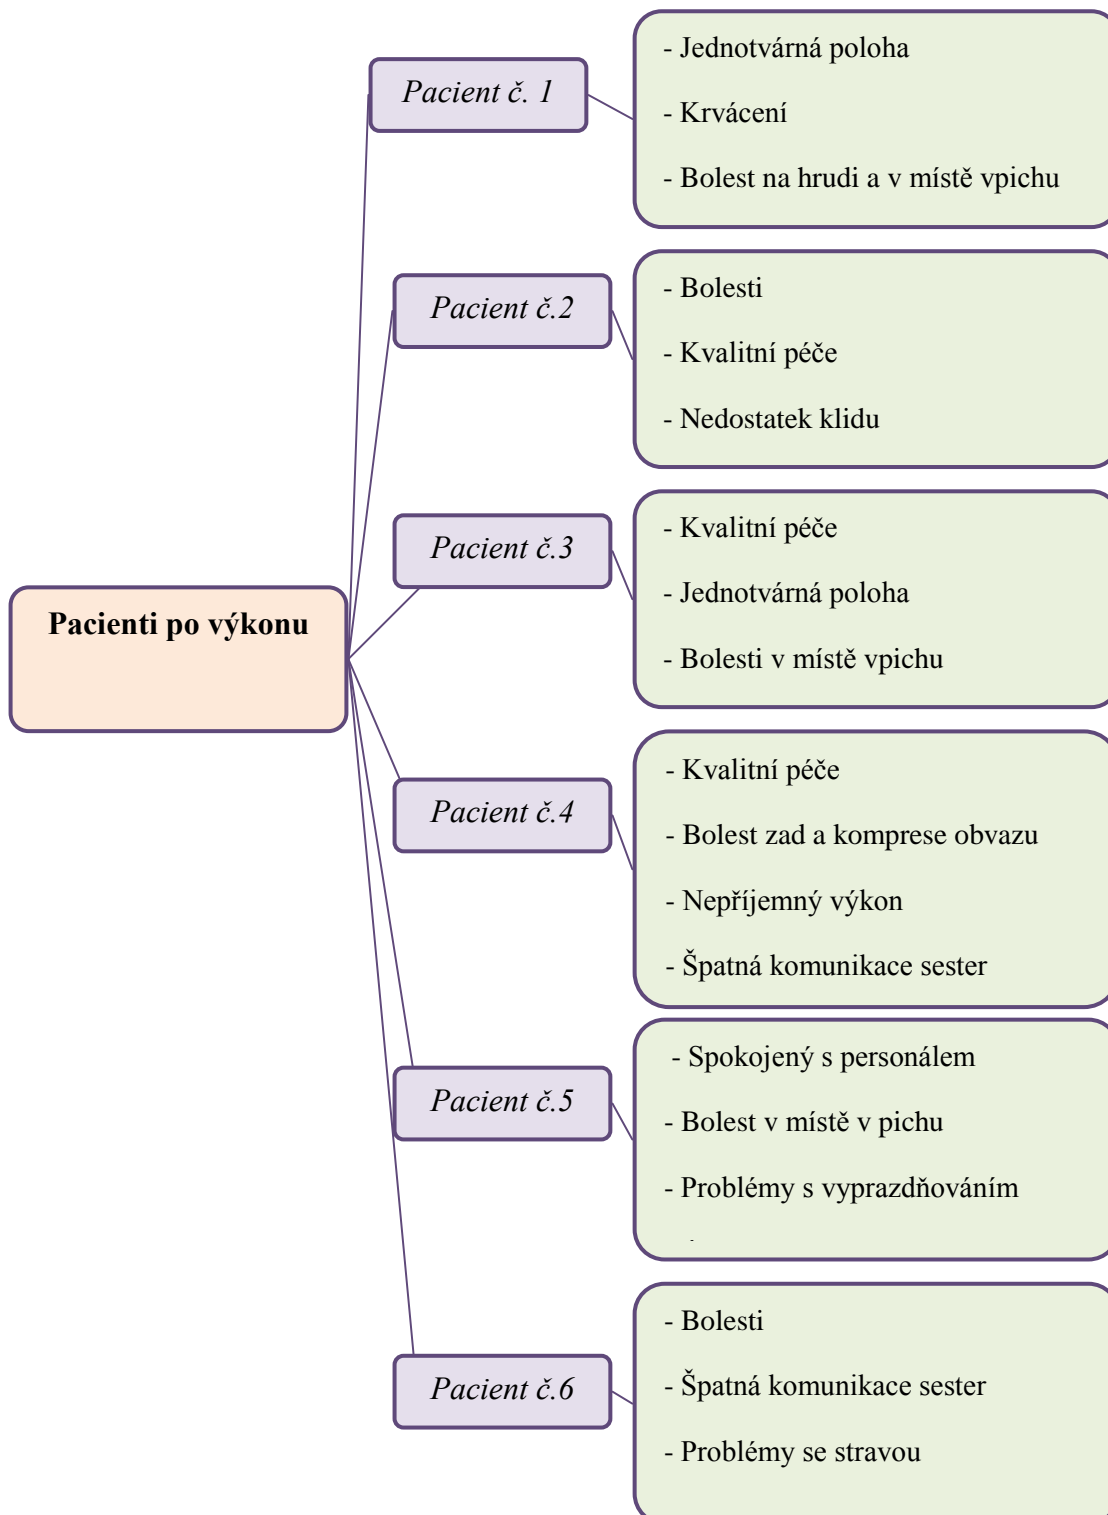 Pacient č. 1
- Jednotvárná poloha
- Krvácení
- Bolest na hrudi a v místě vpichu
Pacient č.2
- Bolesti
- Kvalitní péče
- Nedostatek klidu
Pacient č.3
- Kvalitní péče
- Jednotvárná poloha
- Bolesti v místě vpichu
Pacienti po výkonu
Pacient č.4
- Kvalitní péče
- Bolest zad a komprese obvazu
- Nepříjemný výkon
- Špatná komunikace sester
Pacient č.5
- Spokojený s personálem
- Bolest v místě v pichu
- Problémy s vyprazdňováním
Pacient č.6
- Bolesti
- Špatná komunikace sester
- Problémy se stravou